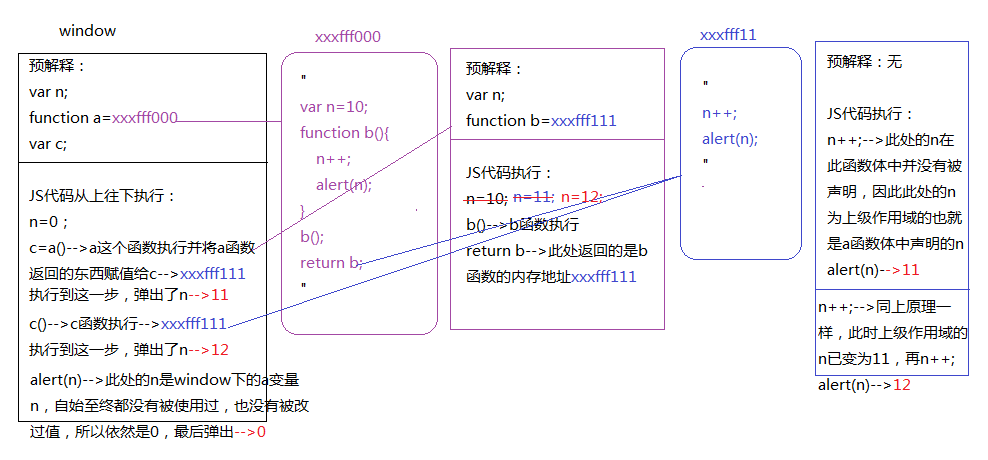 window
预解释：
var n;
function a=xxxfff000
var c;
JS代码从上往下执行：
n=0；
c=a()-->a这个函数执行并将a函数
返回的东西赋值给c-->xxxfff111
执行到这一步，弹出了n-->11
c()-->c函数执行-->xxxfff111
执行到这一步，弹出了n-->12
alert(n)-->此处的n是window下的a变量
n，自始至终都没有被使用过，也没有被改
过值，所以依然是0，最后弹出-->0
xxxfff000
"
var n=10;
function b(){
n++;
alert(n);
}
b();
return b;
"
预解释：
var n;
function b=xxxfff111
JS代码执行：
n=10; n=11; n=12;
b()-->b函数执行
return b-->此处返回的是b
函数的内存地址xxxfff111
xxxfff11
"
n++;
alert(n);
"
预解释：无
JS代码执行：
n++;-->此处的n在
此函数体中并没有被
声明，因此此处的n
为上级作用域的也就
是a函数体中声明的n
alert(n)-->11
n++;-->同上原理一
样，此时上级作用域的
n已变为11，再n++;
alert(n)-->12